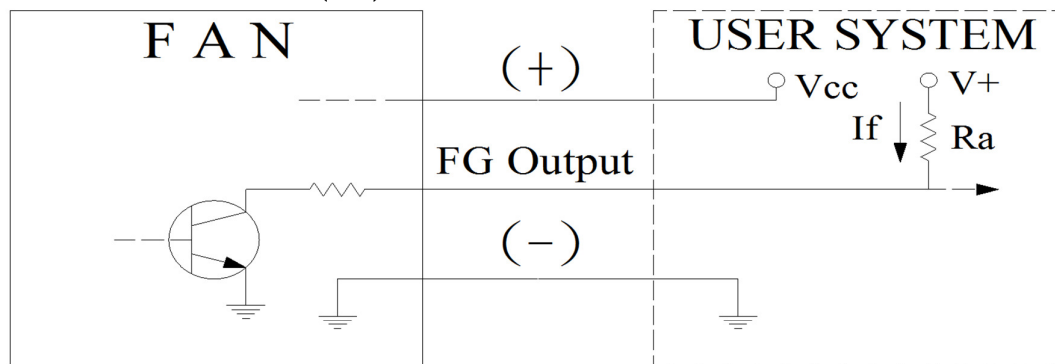 F A N
USER SYSTEM
(+)
Vcc
V+
If
Ra
FG Output
(-)